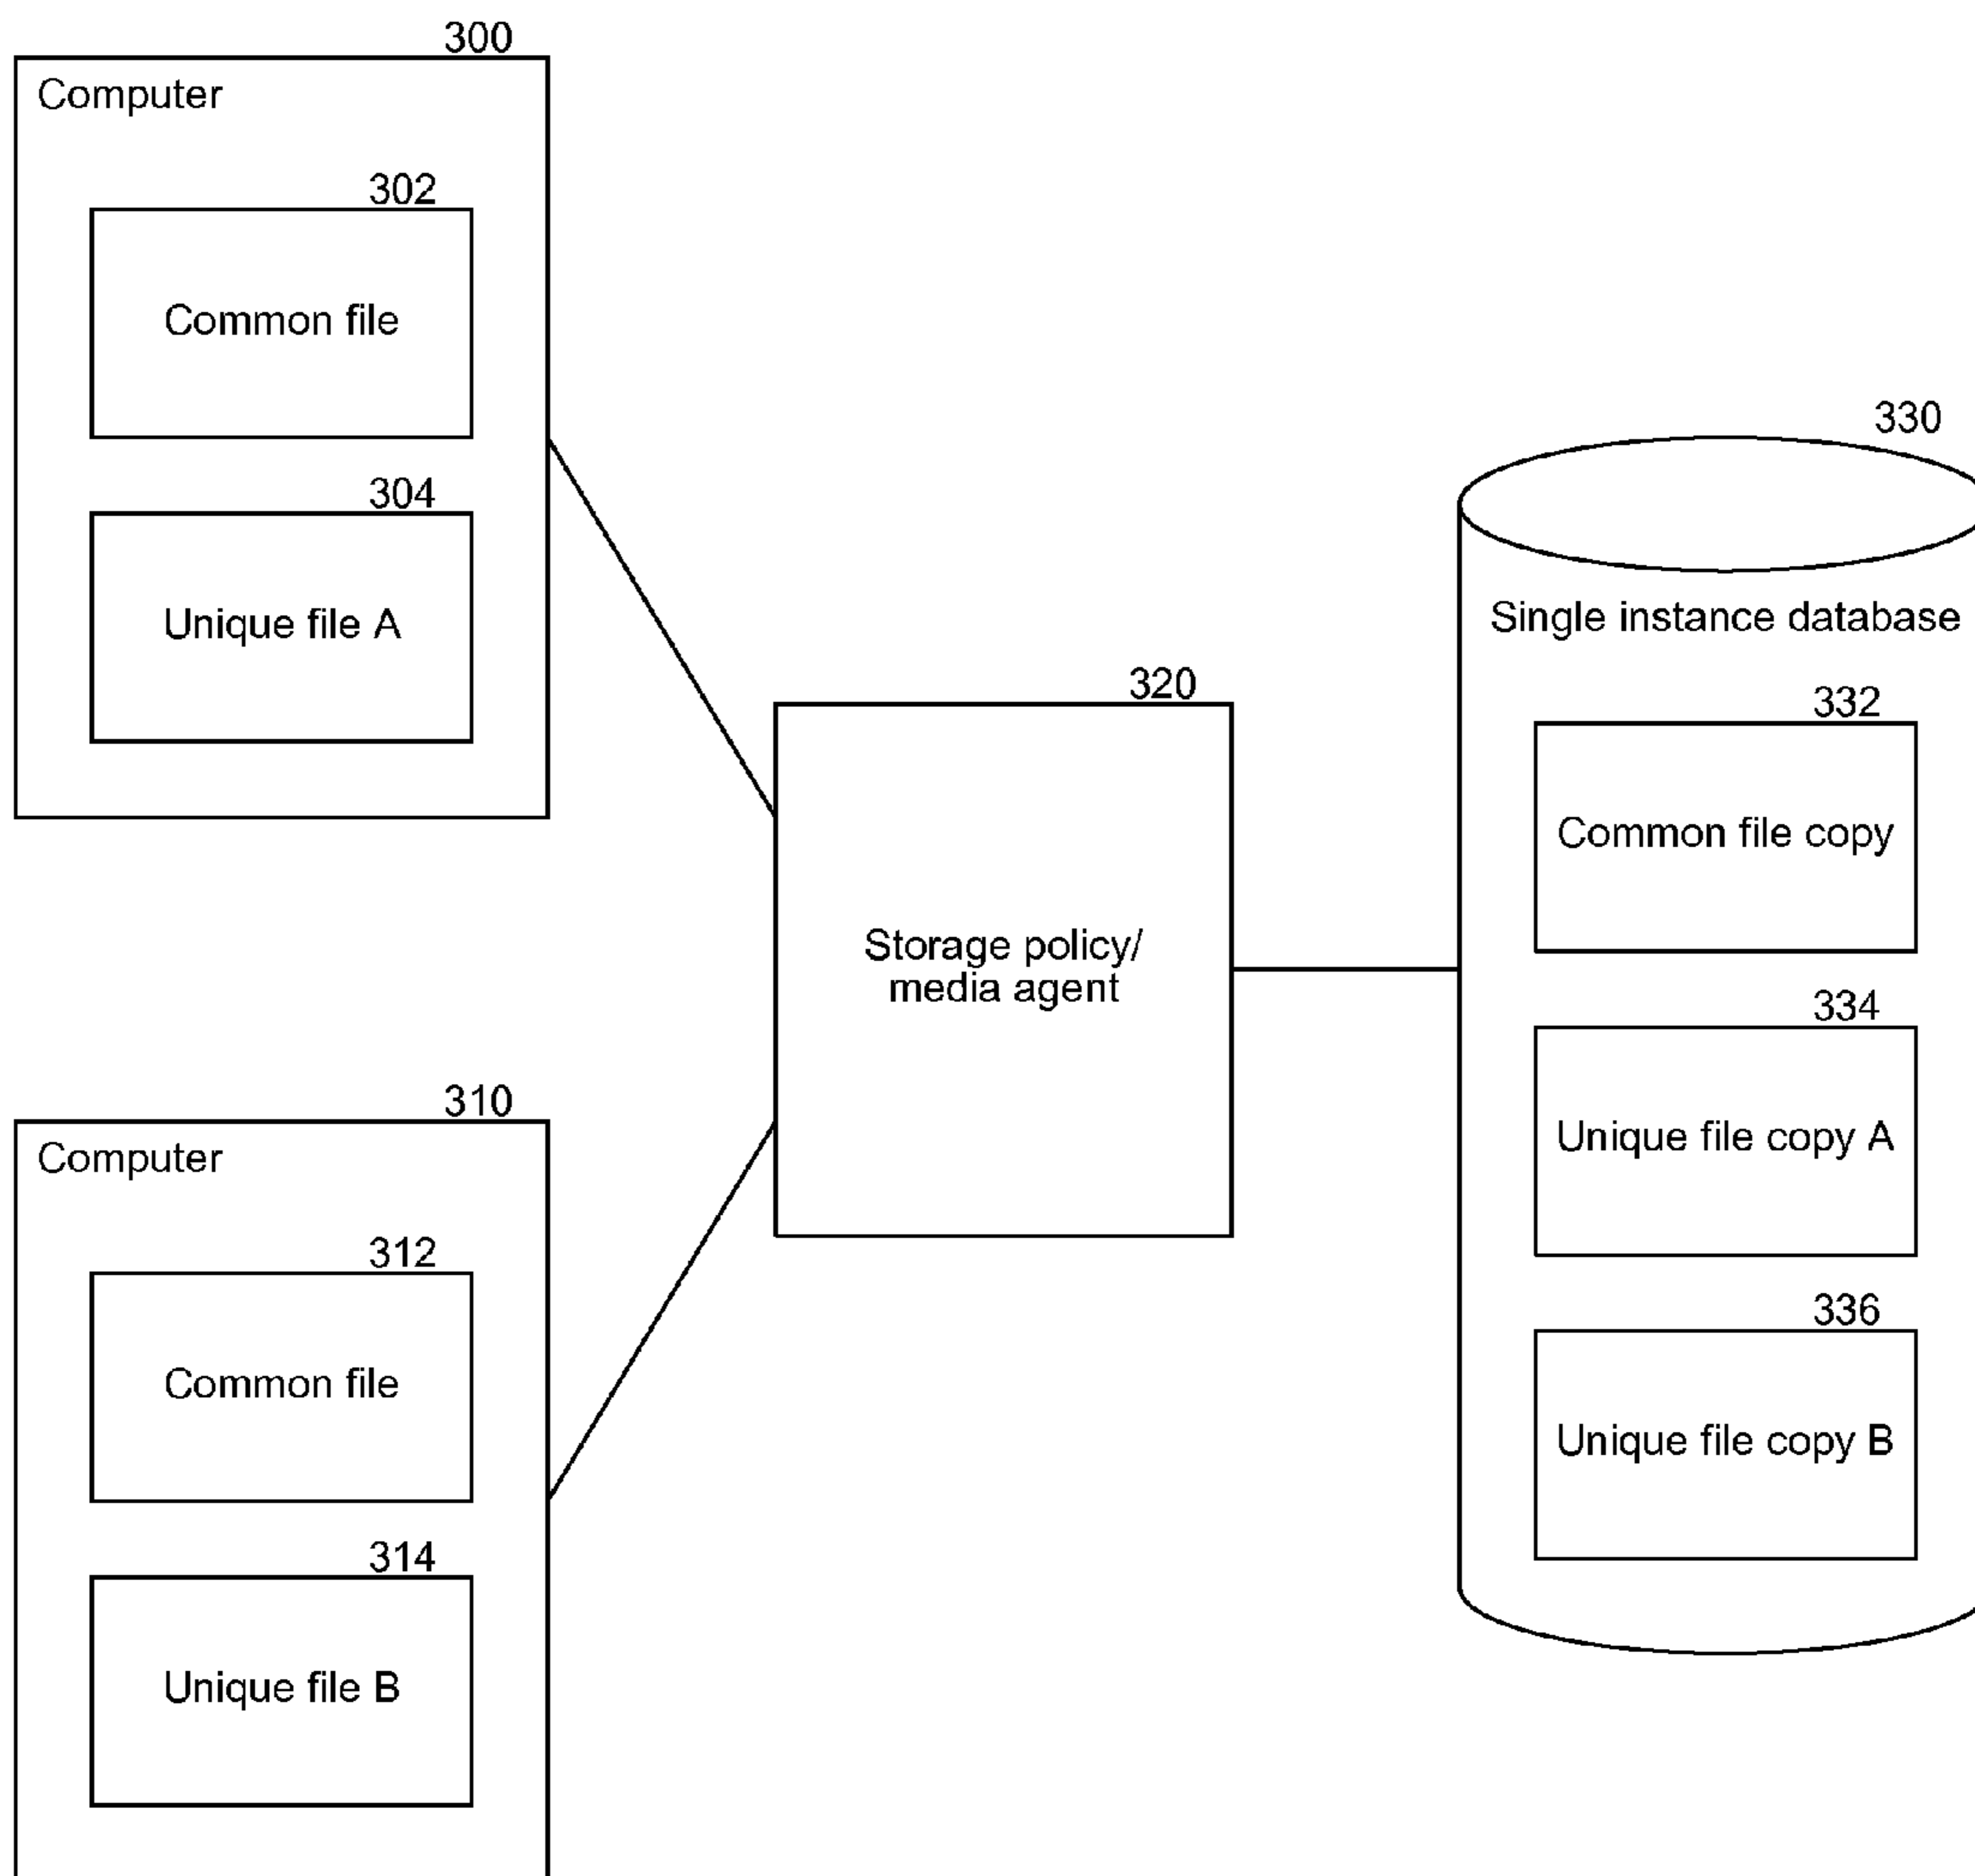 300
Computer
302
Common file
304
Unique file A
310
Computer
312
Common file
314
Unique file B
320
Storage policy/
media agent
330
Single instance database
332
Common file copy
334
Unique file copy A
336
Unique file copy B